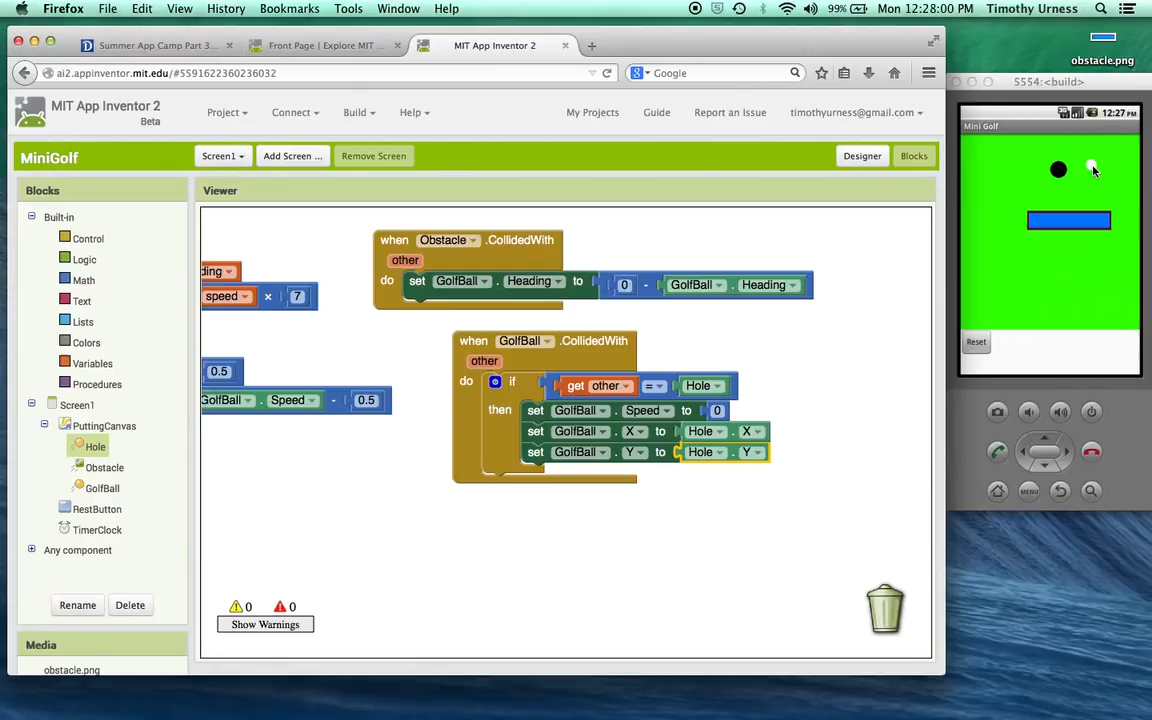 Firefox File Edit View History Bookmarks Tools Window Help
99% Mon 12:28:00 PM Timothy Urness
Summer App Camp Part 3... Front Page | Explore MIT ... MIT App Inventor 2
ai2.appinventor.mit.edu/#5591622360236032
Google
obstacle.png
5554:<build>
MIT App Inventor 2
Beta
Project Connect Build Help My Projects Guide Report an Issue timothyurness@gmail.com
MiniGolf
Screen1 Add Screen ... Remove Screen Designer Blocks
Blocks
Viewer
Built-in
Control
Logic
Math
Text
Lists
Colors
Variables
Procedures
Screen1
PuttingCanvas
Hole
Obstacle
GolfBall
RestButton
TimerClock
Any component
Rename Delete
Media
obstacle.png
ding
speed × 7
0.5
GolfBall . Speed - 0.5
when Obstacle .CollidedWith
other
do set GolfBall . Heading to 0 - GolfBall . Heading
when GolfBall .CollidedWith
other
do if get other = Hole
then set GolfBall . Speed to 0
set GolfBall . X to Hole . X
set GolfBall . Y to Hole . Y
0 0
Show Warnings
12:27 PM
Mini Golf
Reset
MENU